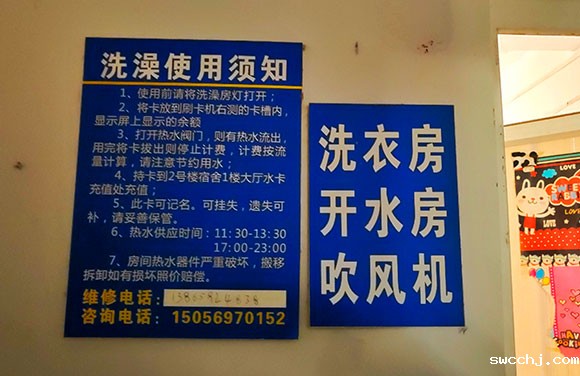 洗澡使用须知
1、使用前请将洗澡房灯打开；
2、将卡放到刷卡机右测的卡槽内，
显示屏上显示的余额
3、打开热水阀门，则有热水流出，
用完将卡拔出则停止计费，计费按流
量计算，请注意节约用水；
4、持卡到2号楼宿舍1楼大厅水卡
充值处充值；
5、此卡可记名。可挂失，遗失可
补，请妥善保管。
6、热水供应时间：11:30-13:30
17:00-23:00
7、房间热水器件严重破坏，搬移
拆卸如有损坏照价赔偿。
维修电话：
咨询电话：15056970152
洗衣房
开水房
吹风机
LOVE
LOVE
SWEET
HAVE
swcchj.com